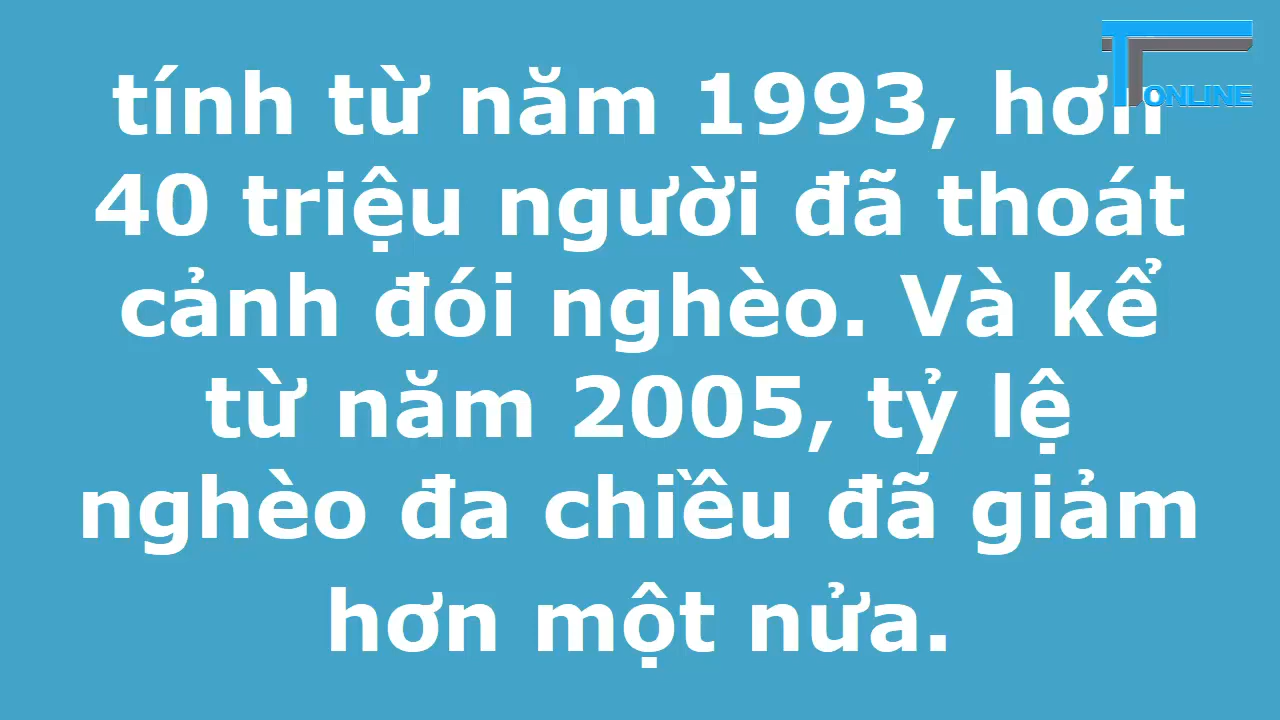 tính từ năm 1993, hơn
40 triệu người đã thoát
cảnh đói nghèo. Và kể
từ năm 2005, tỷ lệ
nghèo đa chiều đã giảm
hơn một nửa.
ONLINE